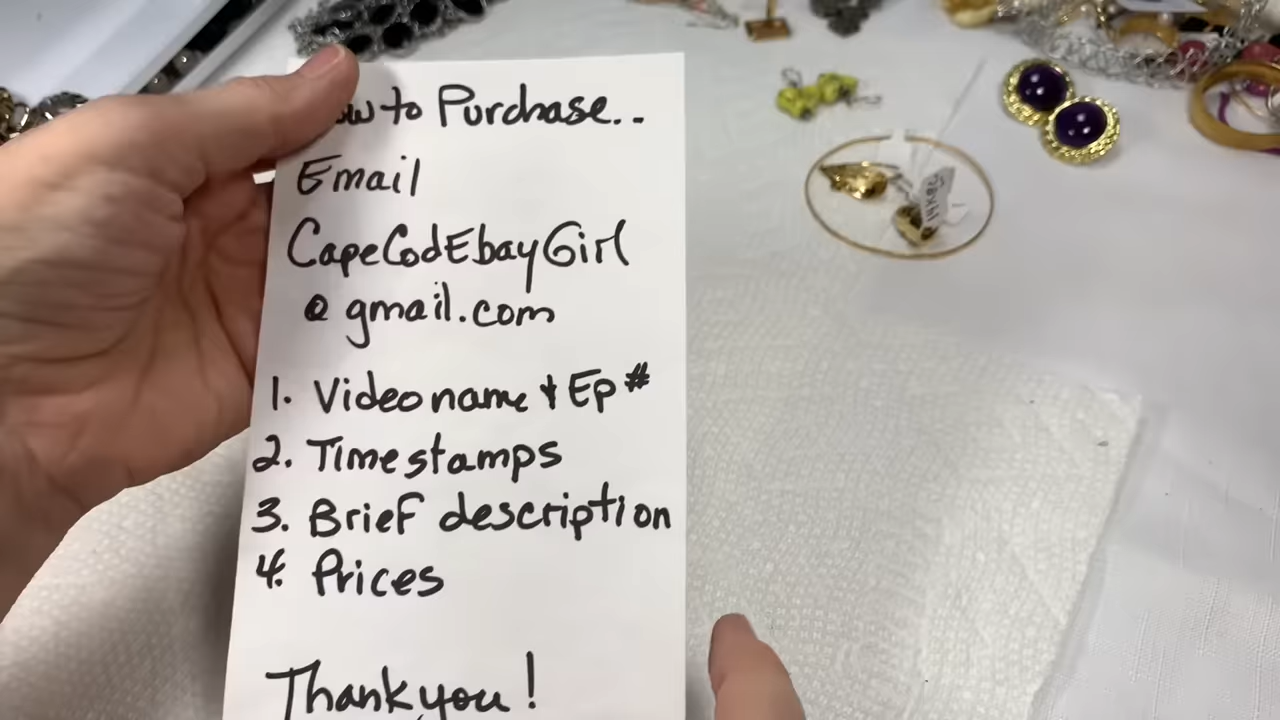 to Purchase..
Email
CapeCodEbayGirl
@ gmail.com
1. Video name & Ep #
2. Timestamps
3. Brief description
4. Prices
Thank you!